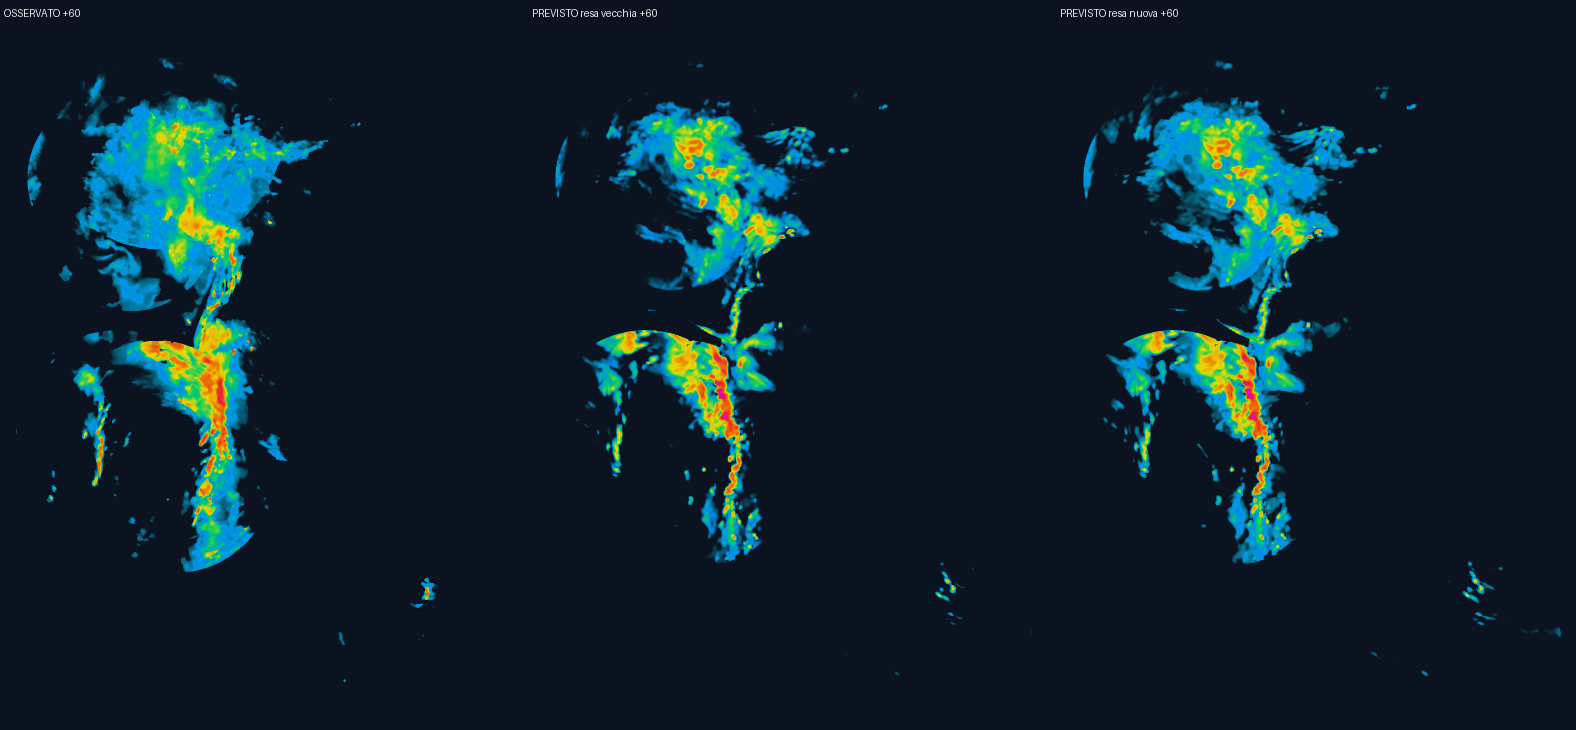 OSSERVATO +60
PREVISTO resa vecchia +60
PREVISTO resa nuova +60